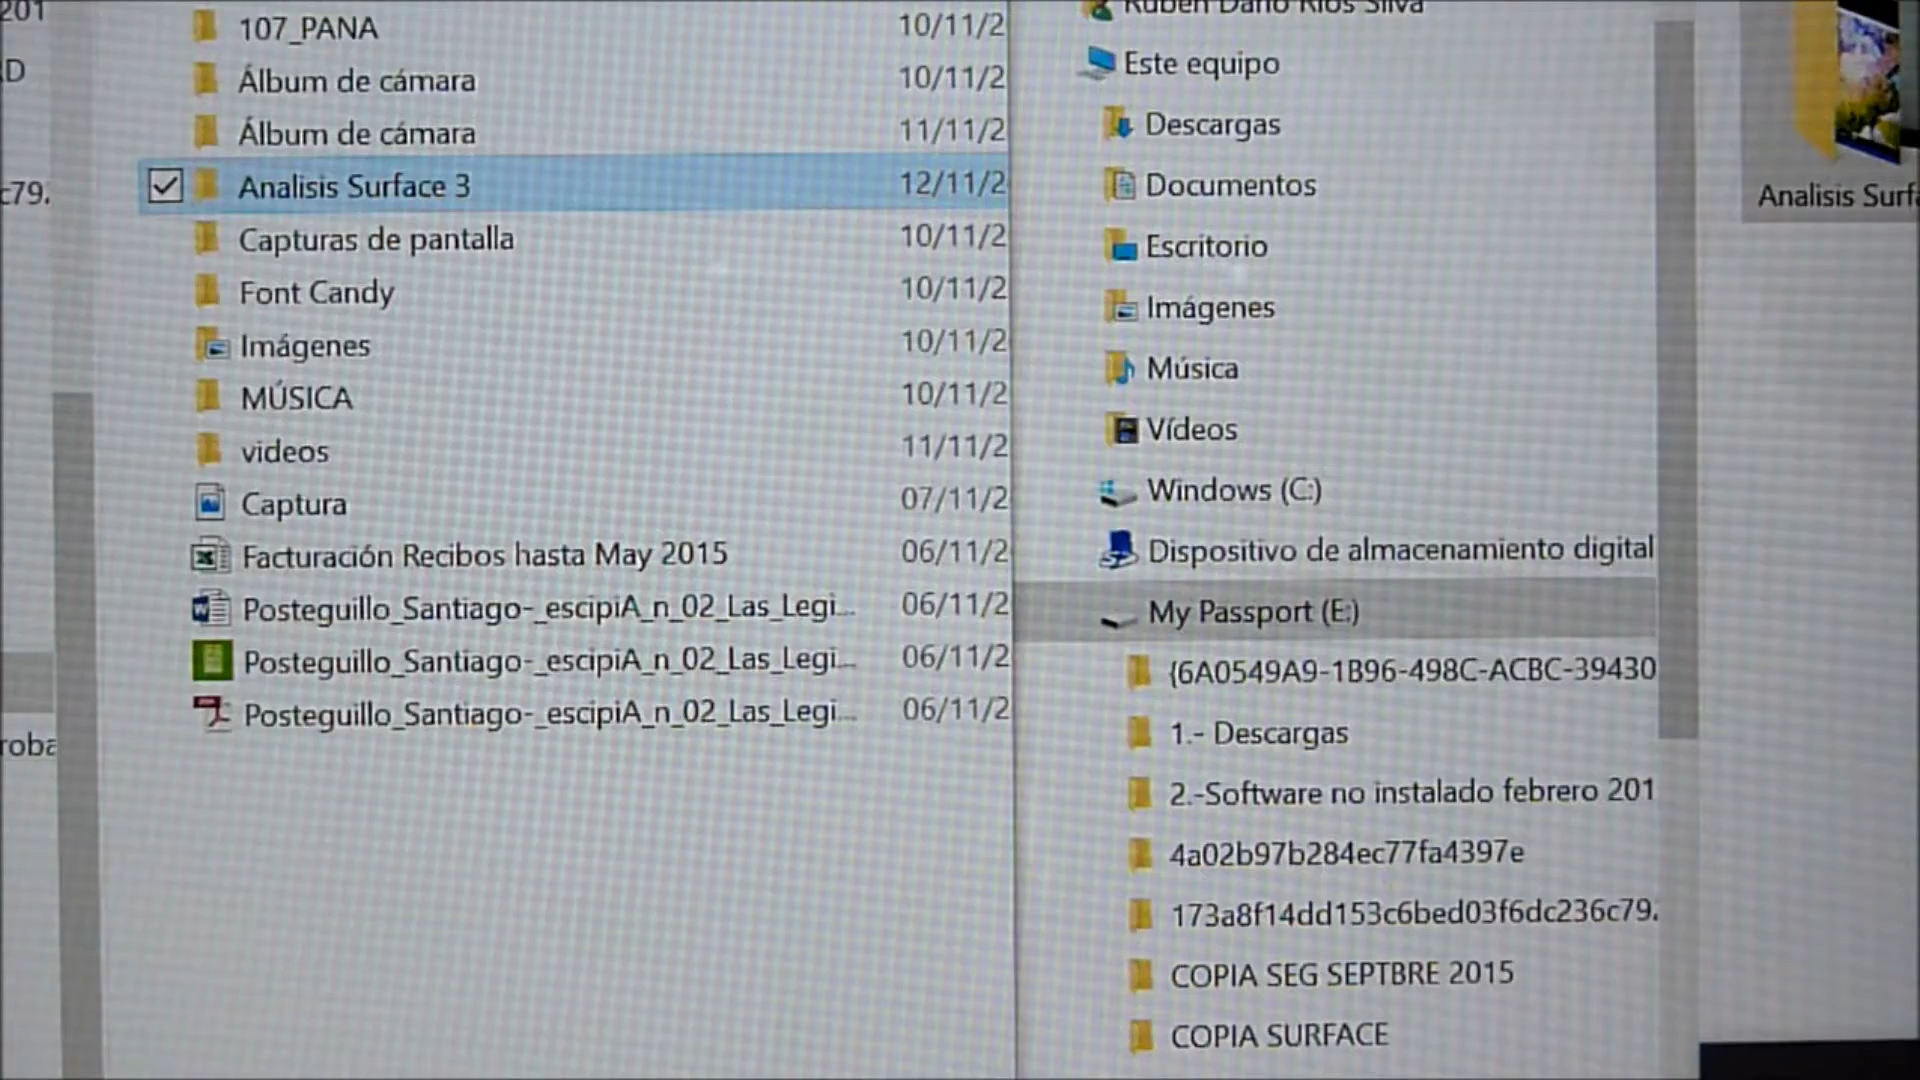 201
D
c79.
roba
107_PANA 10/11/2
Álbum de cámara 10/11/2
Álbum de cámara 11/11/2
Analisis Surface 3 12/11/2
Capturas de pantalla 10/11/2
Font Candy 10/11/2
Imágenes 10/11/2
MÚSICA 10/11/2
videos 11/11/2
Captura 07/11/2
Facturación Recibos hasta May 2015 06/11/2
Posteguillo_Santiago-_escipiA_n_02_Las_Legi... 06/11/2
Posteguillo_Santiago-_escipiA_n_02_Las_Legi... 06/11/2
Posteguillo_Santiago-_escipiA_n_02_Las_Legi... 06/11/2
Ruben Dario Rios Silva
Este equipo
Descargas
Documentos
Escritorio
Imágenes
Música
Vídeos
Windows (C:)
Dispositivo de almacenamiento digital
My Passport (E:)
{6A0549A9-1B96-498C-ACBC-39430
1.- Descargas
2.-Software no instalado febrero 201
4a02b97b284ec77fa4397e
173a8f14dd153c6bed03f6dc236c79.
COPIA SEG SEPTBRE 2015
COPIA SURFACE
Analisis Surfa